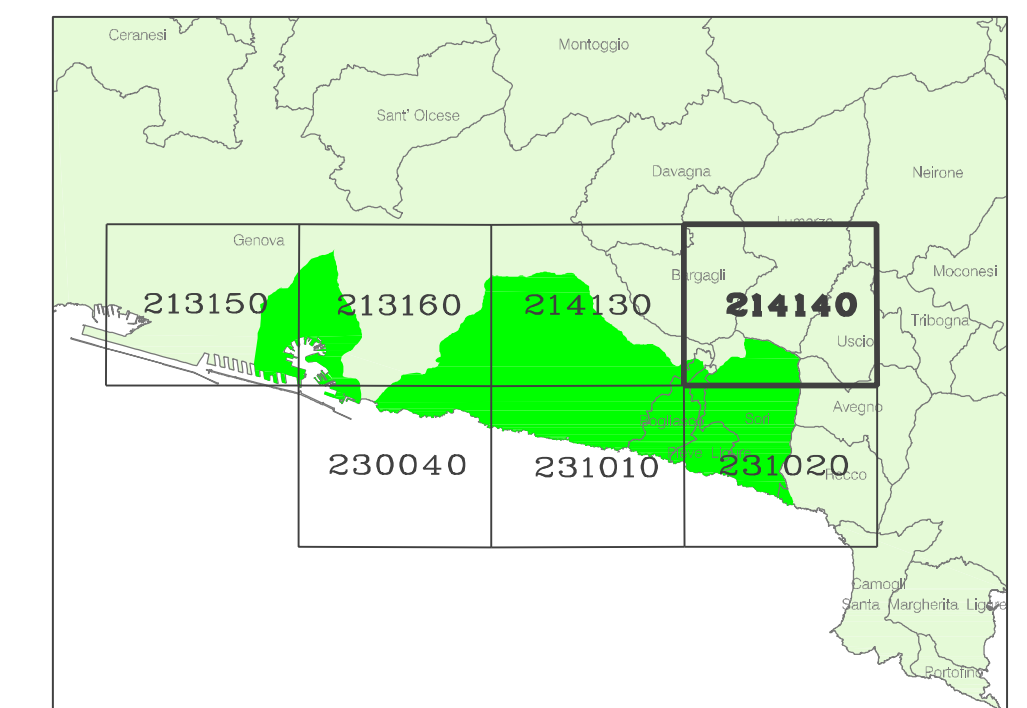 Ceranesi
Montoggio
Sant' Olcese
Davagna
Neirone
Lumarzo
Genova
Bargagli
Moconesi
213150
213160
214130
214140
Tribogna
Uscio
Avegno
Bogliasco
Sori
Pieve Ligure
230040
231010
231020
Recco
Camogli
Santa Margherita Ligure
Portofino